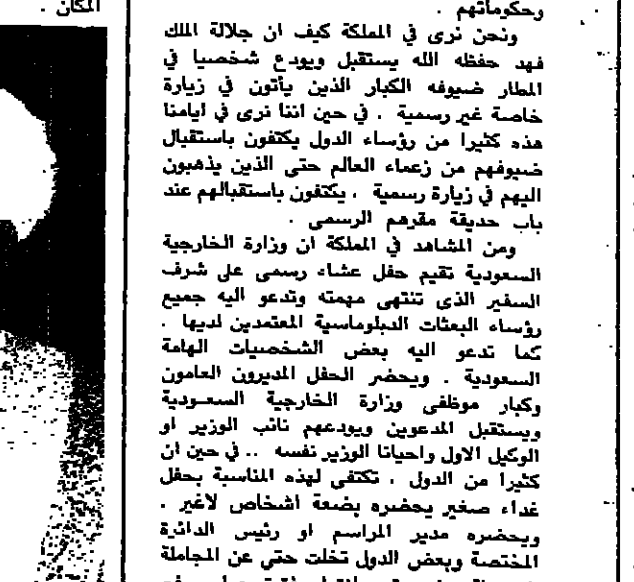 المكان .
وحكوماتهم .
ونحن نرى في المملكة كيف ان جلالة الملك
فهد حفظه الله يستقبل ويودع شخصيا في
المطار ضيوفه الكبار الذين يأتون في زيارة
خاصة غير رسمية . في حين اننا نرى في ايامنا
هذه كثيرا من رؤساء الدول يكتفون باستقبال
ضيوفهم من زعماء العالم حتى الذين يذهبون
اليهم في زيارة رسمية ، يكتفون باستقبالهم عند
باب حديقة مقرهم الرسمى .
ومن المشاهد في المملكة ان وزارة الخارجية
السعودية تقيم حفل عشاء رسمى على شرف
السفير الذى تنتهى مهمته وتدعو اليه جميع
رؤساء البعثات الدبلوماسية المعتمدين لديها .
كما تدعو اليه بعض الشخصيات الهامة
السعودية . ويحضر الحفل المديرون العامون
وكبار موظفى وزارة الخارجية السعودية
ويستقبل المدعوين ويودعهم نائب الوزير او
الوكيل الاول واحيانا الوزير نفسه .. في حين ان
كثيرا من الدول ، تكتفي لهذه المناسبة بحفل
غداء صغير يحضره بضعة اشخاص لاغير .
ويحضره مدير المراسم او رئيس الدائرة
المختصة وبعض الدول تخلت حتي عن المجاملة